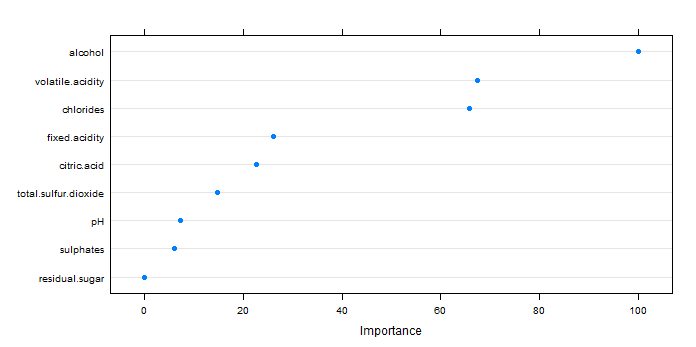 alcohol
volatile.acidity
chlorides
fixed.acidity
citric.acid
total.sulfur.dioxide
pH
sulphates
residual.sugar
0 20 40 60 80 100
Importance